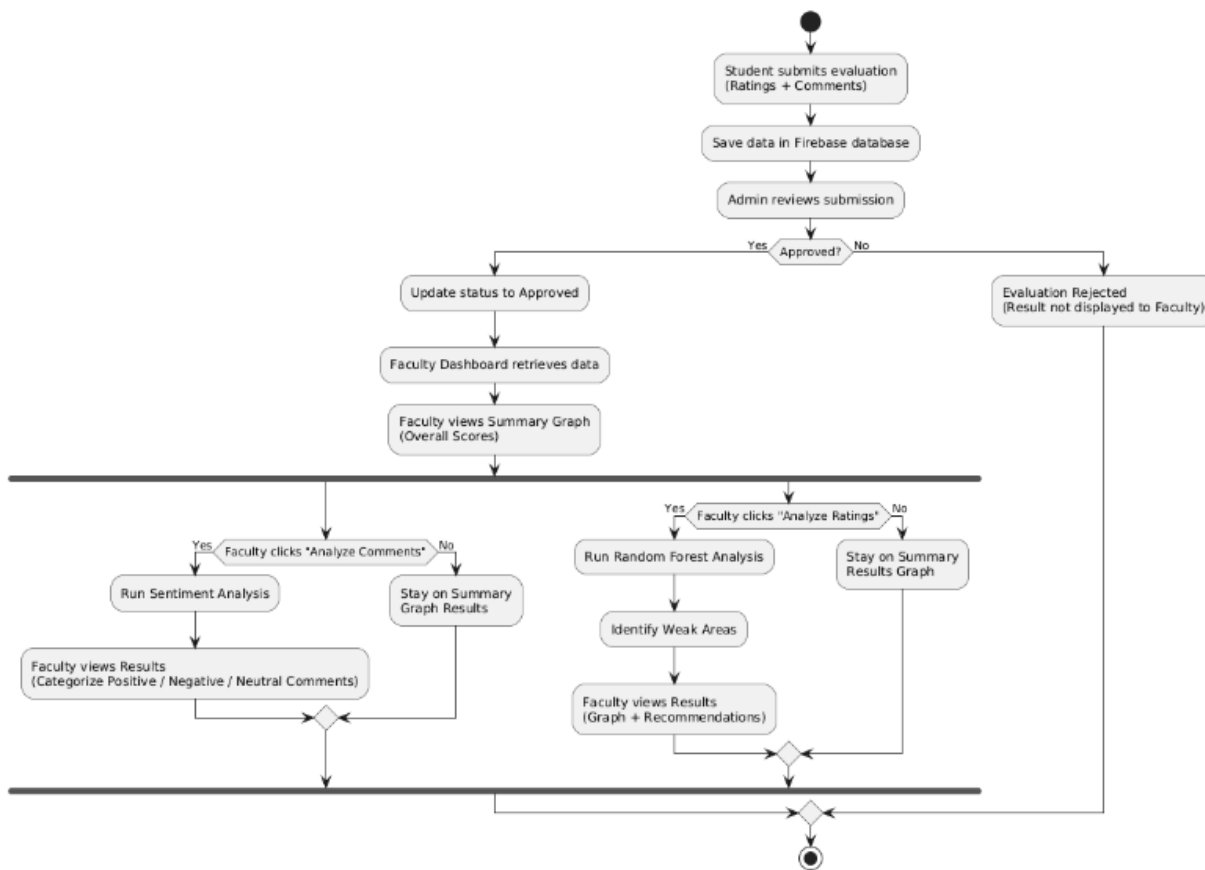 Student submits evaluation
(Ratings + Comments)
Save data in Firebase database
Admin reviews submission
Yes
Approved?
No
Update status to Approved
Evaluation Rejected
(Result not displayed to Faculty)
Faculty Dashboard retrieves data
Faculty views Summary Graph
(Overall Scores)
Yes
Faculty clicks "Analyze Comments"
No
Run Sentiment Analysis
Stay on Summary
Graph Results
Faculty views Results
(Categorize Positive / Negative / Neutral Comments)
Yes
Faculty clicks "Analyze Ratings"
No
Run Random Forest Analysis
Stay on Summary
Results Graph
Identify Weak Areas
Faculty views Results
(Graph + Recommendations)